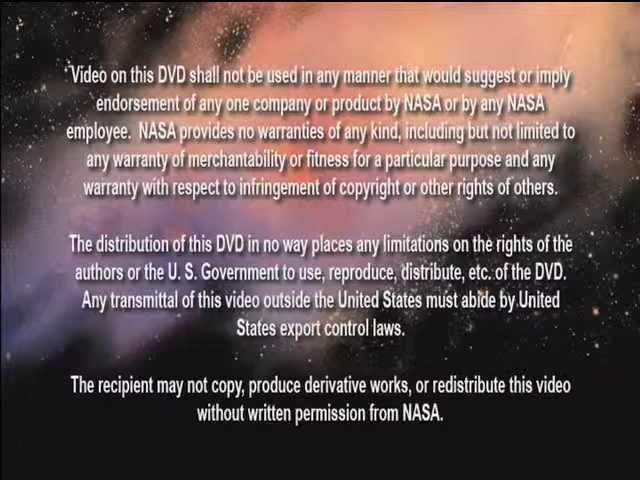 Video on this DVD shall not be used in any manner that would suggest or imply
endorsement of any one company or product by NASA or by any NASA
employee. NASA provides no warranties of any kind, including but not limited to
any warranty of merchantability or fitness for a particular purpose and any
warranty with respect to infringement of copyright or other rights of others.
The distribution of this DVD in no way places any limitations on the rights of the
authors or the U. S. Government to use, reproduce, distribute, etc. of the DVD.
Any transmittal of this video outside the United States must abide by United
States export control laws.
The recipient may not copy, produce derivative works, or redistribute this video
without written permission from NASA.